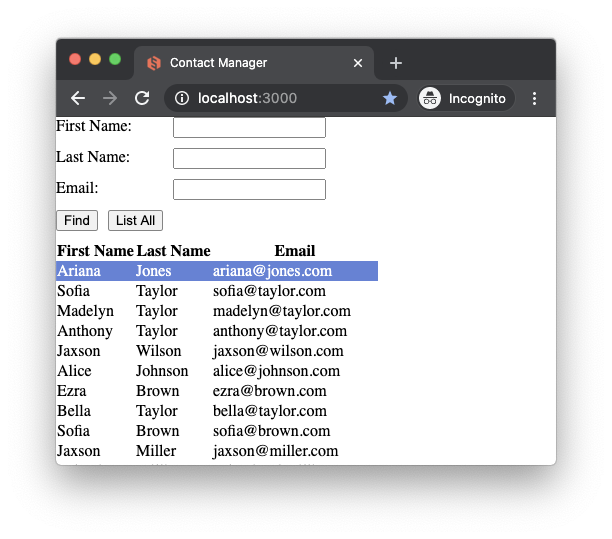 Contact Manager
localhost:3000 Incognito
First Name:
Last Name:
Email:
Find List All
First Name Last Name Email
Ariana Jones ariana@jones.com
Sofia Taylor sofia@taylor.com
Madelyn Taylor madelyn@taylor.com
Anthony Taylor anthony@taylor.com
Jaxson Wilson jaxson@wilson.com
Alice Johnson alice@johnson.com
Ezra Brown ezra@brown.com
Bella Taylor bella@taylor.com
Sofia Brown sofia@brown.com
Jaxson Miller jaxson@miller.com